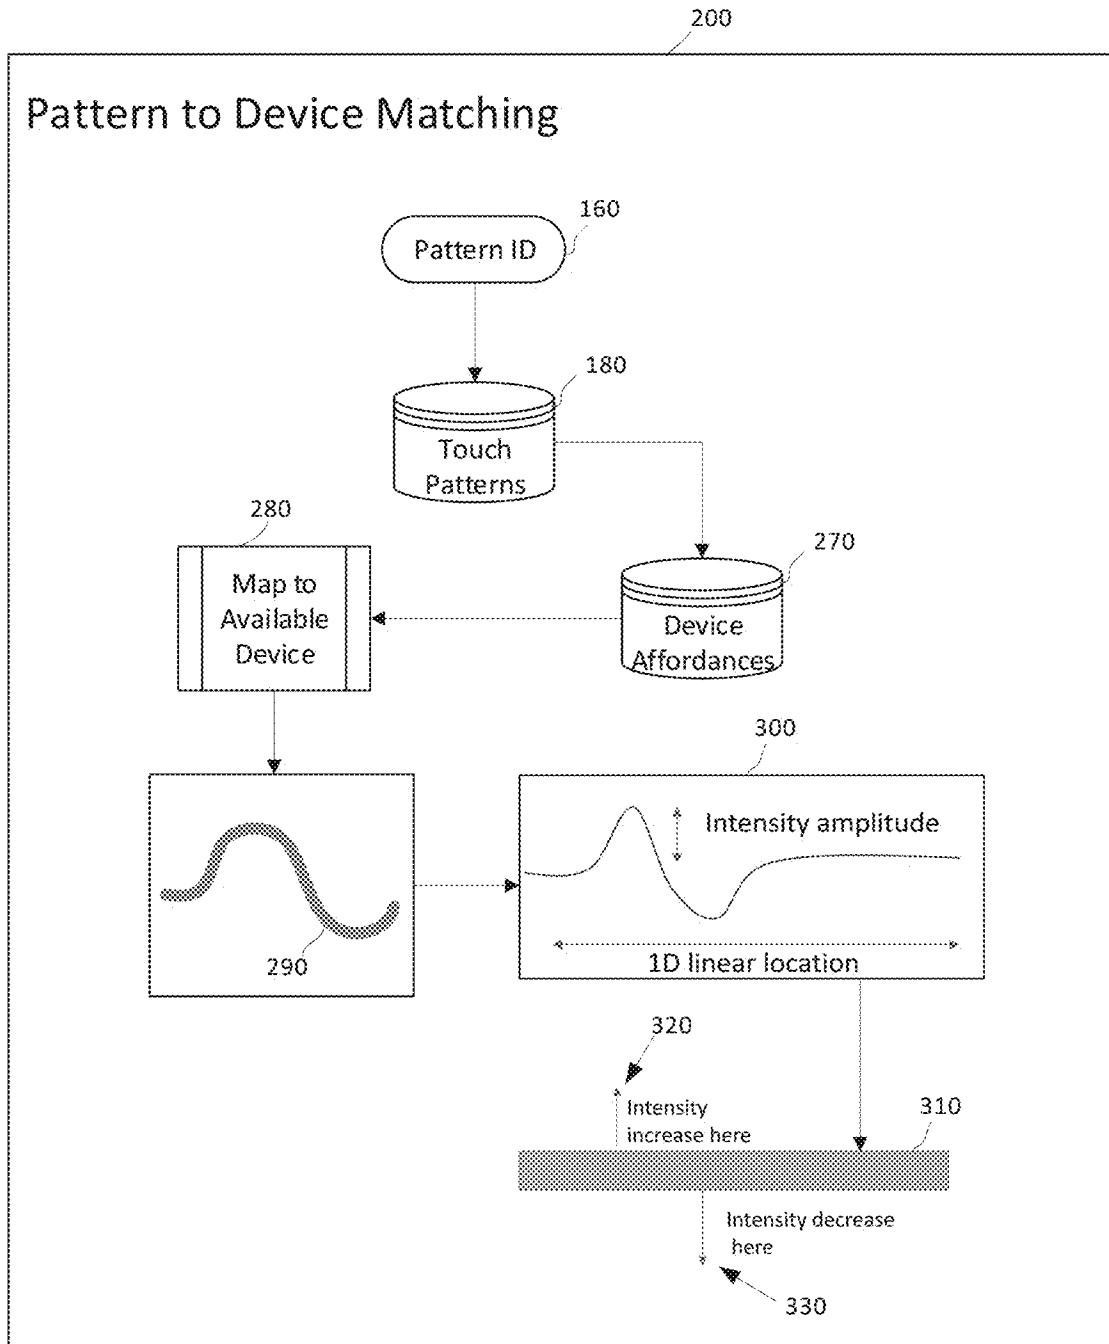 200
Pattern to Device Matching
160
Pattern ID
180
Touch
Patterns
280
270
Map to
Available
Device
Device
Affordances
300
Intensity amplitude
290
1D linear location
320
Intensity
increase here
310
Intensity decrease
here
330